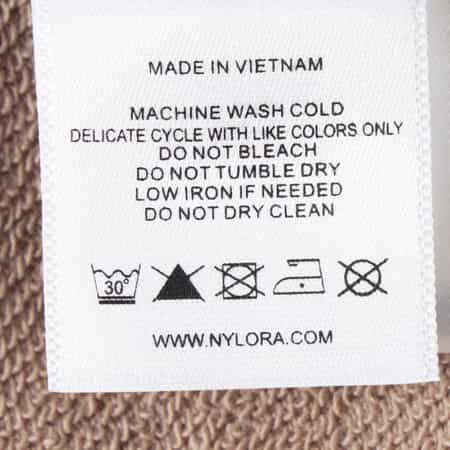 MADE IN VIETNAM
MACHINE WASH COLD
DELICATE CYCLE WITH LIKE COLORS ONLY
DO NOT BLEACH
DO NOT TUMBLE DRY
LOW IRON IF NEEDED
DO NOT DRY CLEAN
30°
WWW.NYLORA.COM